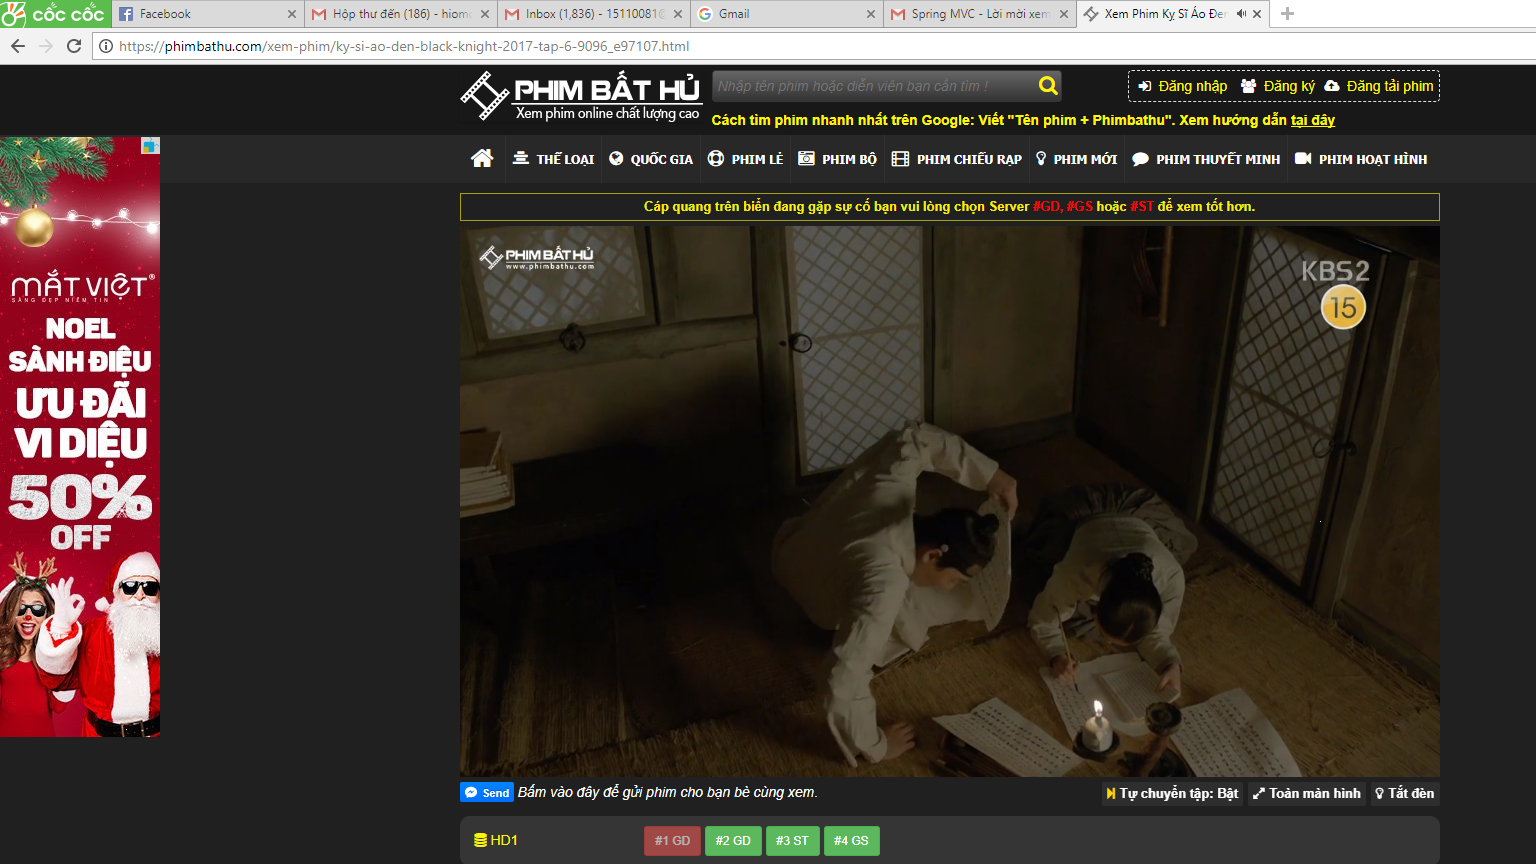 cốc cốc
Facebook
Hộp thư đến (186) - hiom
Inbox (1,836) - 15110081
Gmail
Spring MVC - Lời mời xem
Xem Phim Kỵ Sĩ Áo Đen
https://phimbathu.com/xem-phim/ky-si-ao-den-black-knight-2017-tap-6-9096_e97107.html
PHIM BẤT HỦ
Xem phim online chất lượng cao
Nhập tên phim hoặc diễn viên bạn cần tìm !
Đăng nhập Đăng ký Đăng tải phim
Cách tìm phim nhanh nhất trên Google: Viết "Tên phim + Phimbathu". Xem hướng dẫn tại đây
THỂ LOẠI QUỐC GIA PHIM LẺ PHIM BỘ PHIM CHIẾU RẠP PHIM MỚI PHIM THUYẾT MINH PHIM HOẠT HÌNH
Cáp quang trên biển đang gặp sự cố bạn vui lòng chọn Server #GD, #GS hoặc #ST để xem tốt hơn.
PHIM BẤT HỦ
www.phimbathu.com
KBS2
15
MẮT VIỆT®
SÁNG ĐẸP NIỀM TIN
NOEL
SÀNH ĐIỆU
ƯU ĐÃI
VI DIỆU
50%
OFF
Send Bấm vào đây để gửi phim cho bạn bè cùng xem.
Tự chuyển tập: Bật Toàn màn hình Tắt đèn
HD1 #1 GD #2 GD #3 ST #4 GS